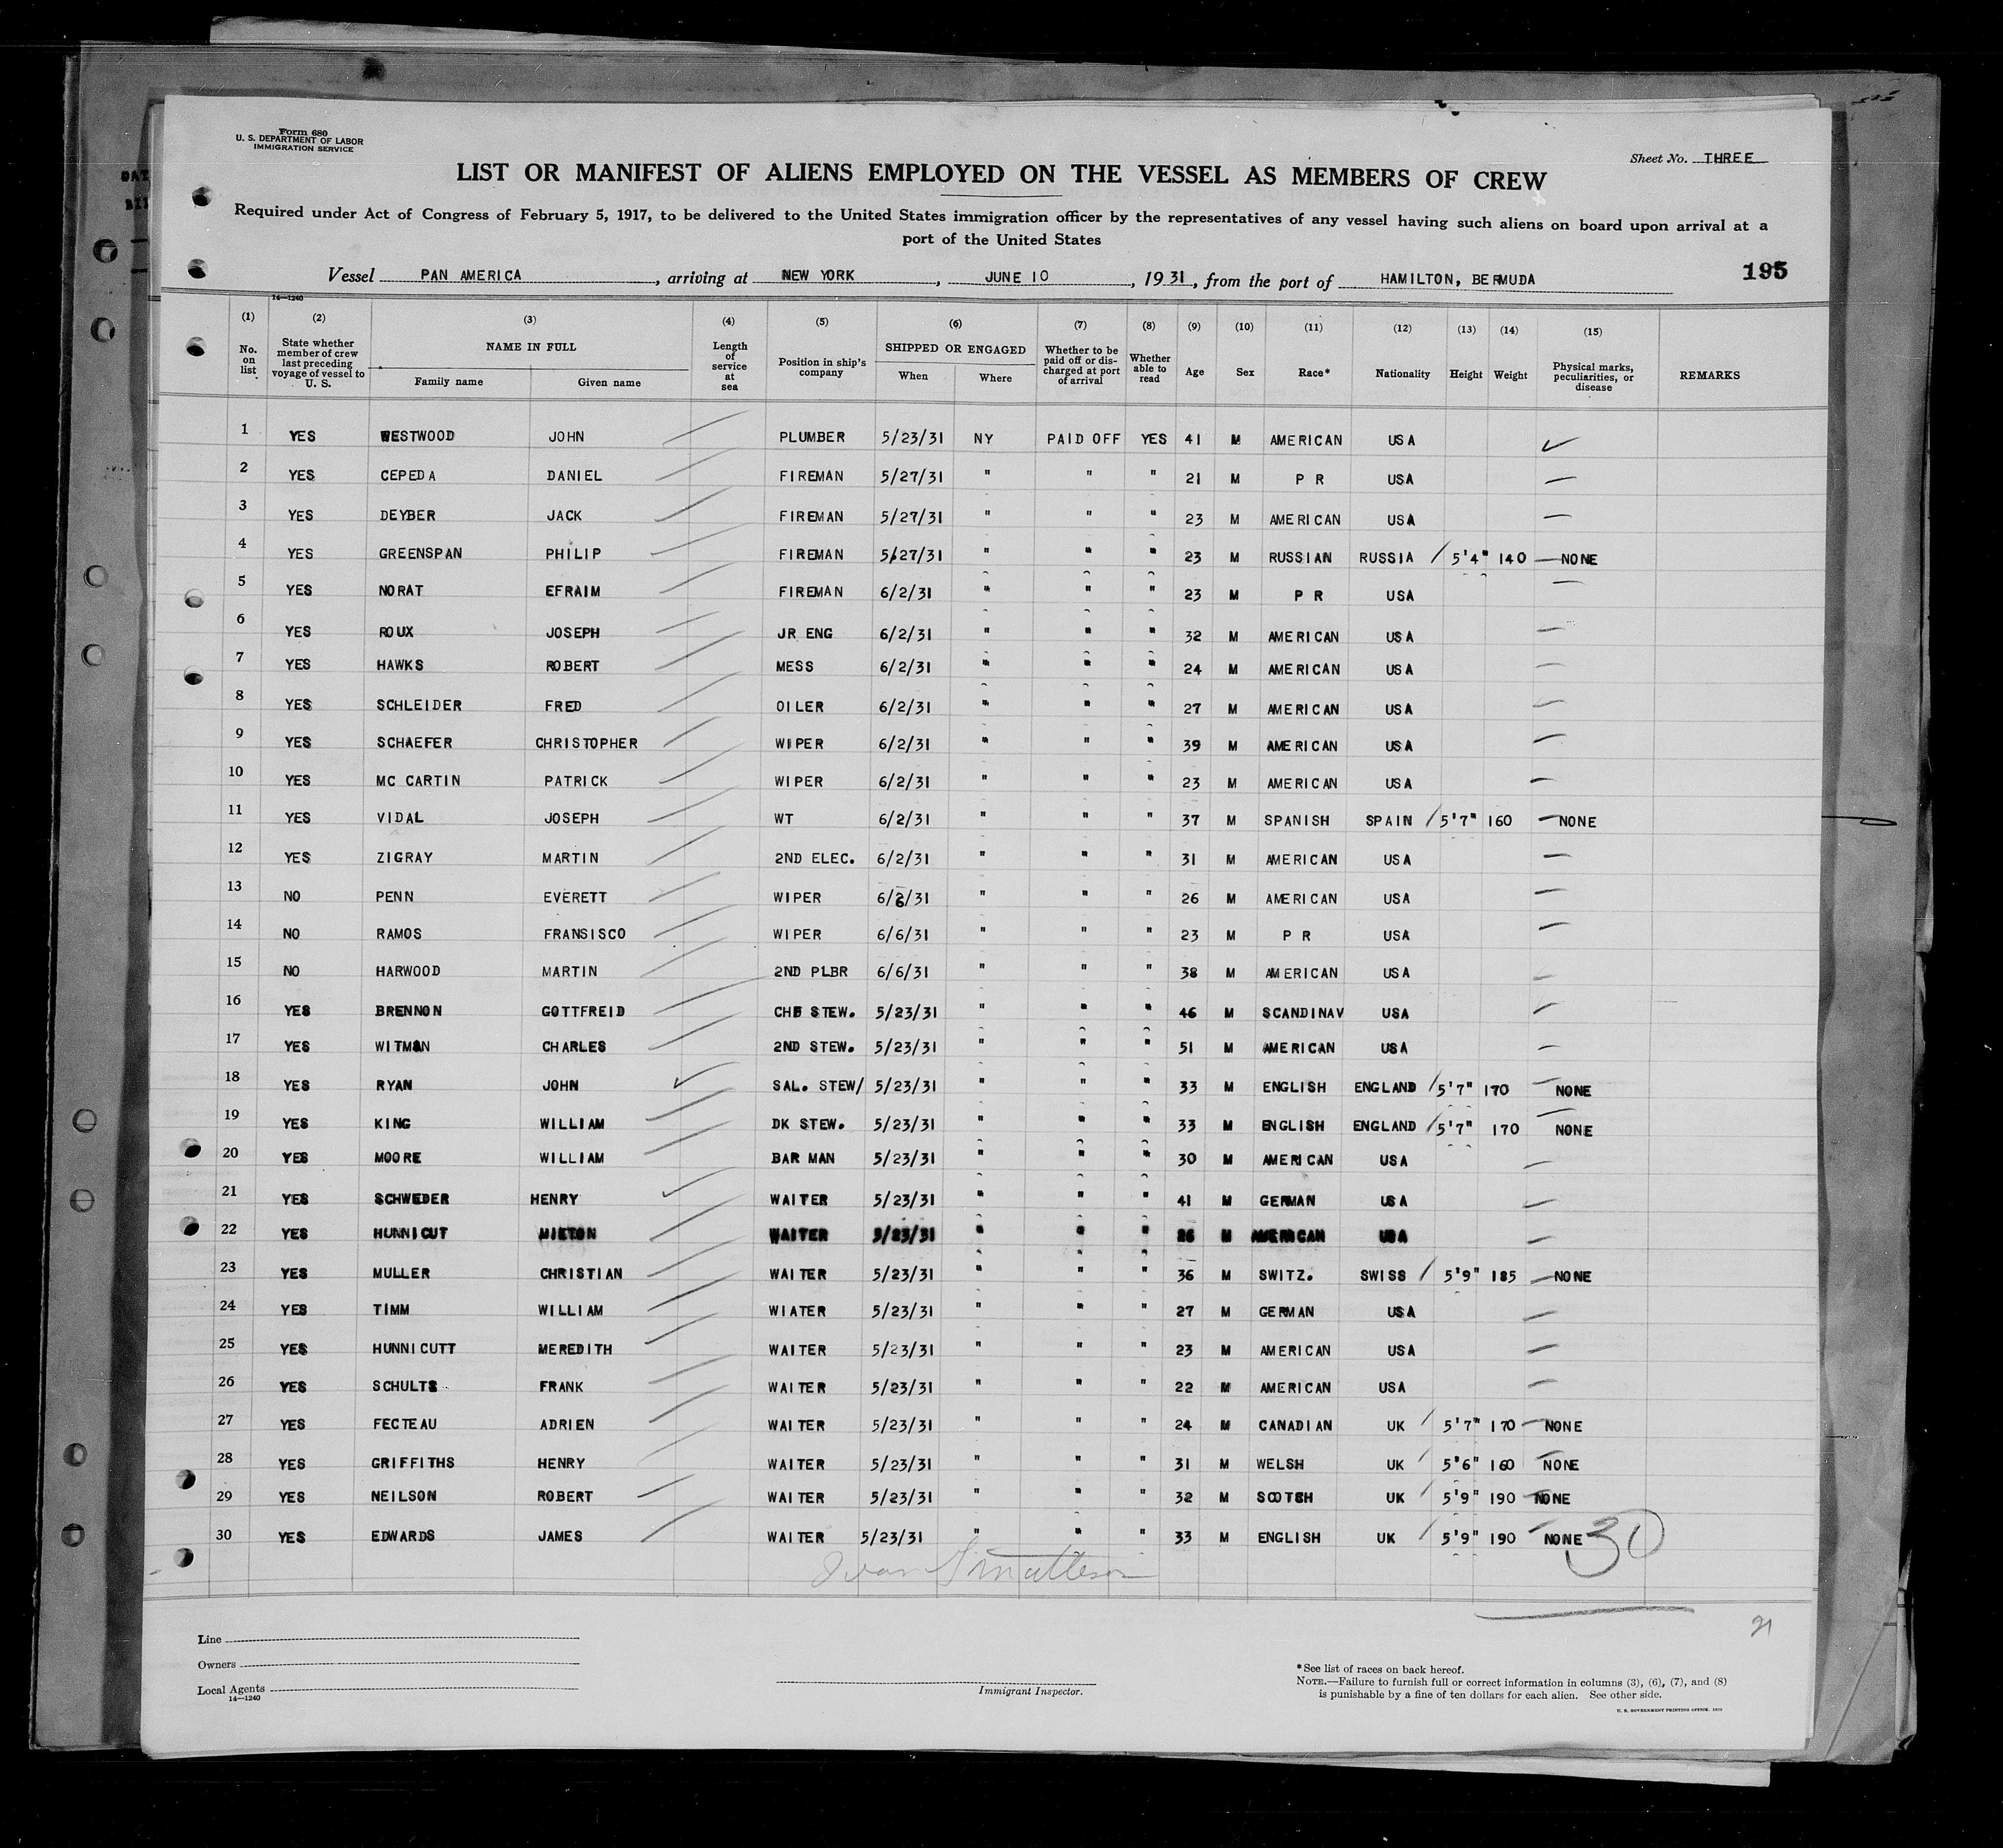 Form 680
U. S. DEPARTMENT OF LABOR
IMMIGRATION SERVICE
Sheet No. THREE
LIST OR MANIFEST OF ALIENS EMPLOYED ON THE VESSEL AS MEMBERS OF CREW
Required under Act of Congress of February 5, 1917, to be delivered to the United States immigration officer by the representatives of any vessel having such aliens on board upon arrival at a
port of the United States
Vessel PAN AMERICA, arriving at NEW YORK, JUNE 10, 1931, from the port of HAMILTON, BERMUDA 195
14—1240
(1) (2) (3) (4) (5) (6) (7) (8) (9) (10) (11) (12) (13) (14) (15)
No. on list State whether member of crew last preceding voyage of vessel to U. S. NAME IN FULL Family name Given name Length of service at sea Position in ship's company SHIPPED OR ENGAGED When Where Whether to be paid off or discharged at port of arrival Whether able to read Age Sex Race* Nationality Height Weight Physical marks, peculiarities, or disease REMARKS
1 YES WESTWOOD JOHN PLUMBER 5/23/31 NY PAID OFF YES 41 M AMERICAN USA
2 YES CEPEDA DANIEL FIREMAN 5/27/31 " " " 21 M P R USA
3 YES DEYBER JACK FIREMAN 5/27/31 " " " 23 M AMERICAN USA
4 YES GREENSPAN PHILIP FIREMAN 5/27/31 " " " 23 M RUSSIAN RUSSIA 5'4" 140 NONE
5 YES NORAT EFRAIM FIREMAN 6/2/31 " " " 23 M P R USA
6 YES ROUX JOSEPH JR ENG 6/2/31 " " " 32 M AMERICAN USA
7 YES HAWKS ROBERT MESS 6/2/31 " " " 24 M AMERICAN USA
8 YES SCHLEIDER FRED OILER 6/2/31 " " " 27 M AMERICAN USA
9 YES SCHAEFER CHRISTOPHER WIPER 6/2/31 " " " 39 M AMERICAN USA
10 YES MC CARTIN PATRICK WIPER 6/2/31 " " " 23 M AMERICAN USA
11 YES VIDAL JOSEPH WT 6/2/31 " " " 37 M SPANISH SPAIN 5'7" 160 NONE
12 YES ZIGRAY MARTIN 2ND ELEC. 6/2/31 " " " 31 M AMERICAN USA
13 NO PENN EVERETT WIPER 6/6/31 " " " 26 M AMERICAN USA
14 NO RAMOS FRANSISCO WIPER 6/6/31 " " " 23 M P R USA
15 NO HARWOOD MARTIN 2ND PLBR 6/6/31 " " " 38 M AMERICAN USA
16 YES BRENNON GOTTFREID CHF STEW. 5/23/31 " " " 46 M SCANDINAV USA
17 YES WITMAN CHARLES 2ND STEW. 5/23/31 " " " 51 M AMERICAN USA
18 YES RYAN JOHN SAL. STEW/ 5/23/31 " " " 33 M ENGLISH ENGLAND 5'7" 170 NONE
19 YES KING WILLIAM DK STEW. 5/23/31 " " " 33 M ENGLISH ENGLAND 5'7" 170 NONE
20 YES MOORE WILLIAM BAR MAN 5/23/31 " " " 30 M AMERICAN USA
21 YES SCHWEDER HENRY WAITER 5/23/31 " " " 41 M GERMAN USA
22 YES HUNNICUT WAITER 5/23/31 " " " 26 M AMERICAN USA
23 YES MULLER CHRISTIAN WAITER 5/23/31 " " " 36 M SWITZ. SWISS 5'9" 185 NONE
24 YES TIMM WILLIAM WIATER 5/23/31 " " " 27 M GERMAN USA
25 YES HUNNICUTT MEREDITH WAITER 5/23/31 " " " 23 M AMERICAN USA
26 YES SCHULTS FRANK WAITER 5/23/31 " " " 22 M AMERICAN USA
27 YES FECTEAU ADRIEN WAITER 5/23/31 " " " 24 M CANADIAN UK 5'7" 170 NONE
28 YES GRIFFITHS HENRY WAITER 5/23/31 " " " 31 M WELSH UK 5'6" 160 NONE
29 YES NEILSON ROBERT WAITER 5/23/31 " " " 32 M SCOTCH UK 5'9" 190 NONE
30 YES EDWARDS JAMES WAITER 5/23/31 " " " 33 M ENGLISH UK 5'9" 190 NONE
30
21
Line
Owners
Local Agents
14—1240
Immigrant Inspector.
*See list of races on back hereof.
NOTE.—Failure to furnish full or correct information in columns (3), (6), (7), and (8)
is punishable by a fine of ten dollars for each alien. See other side.